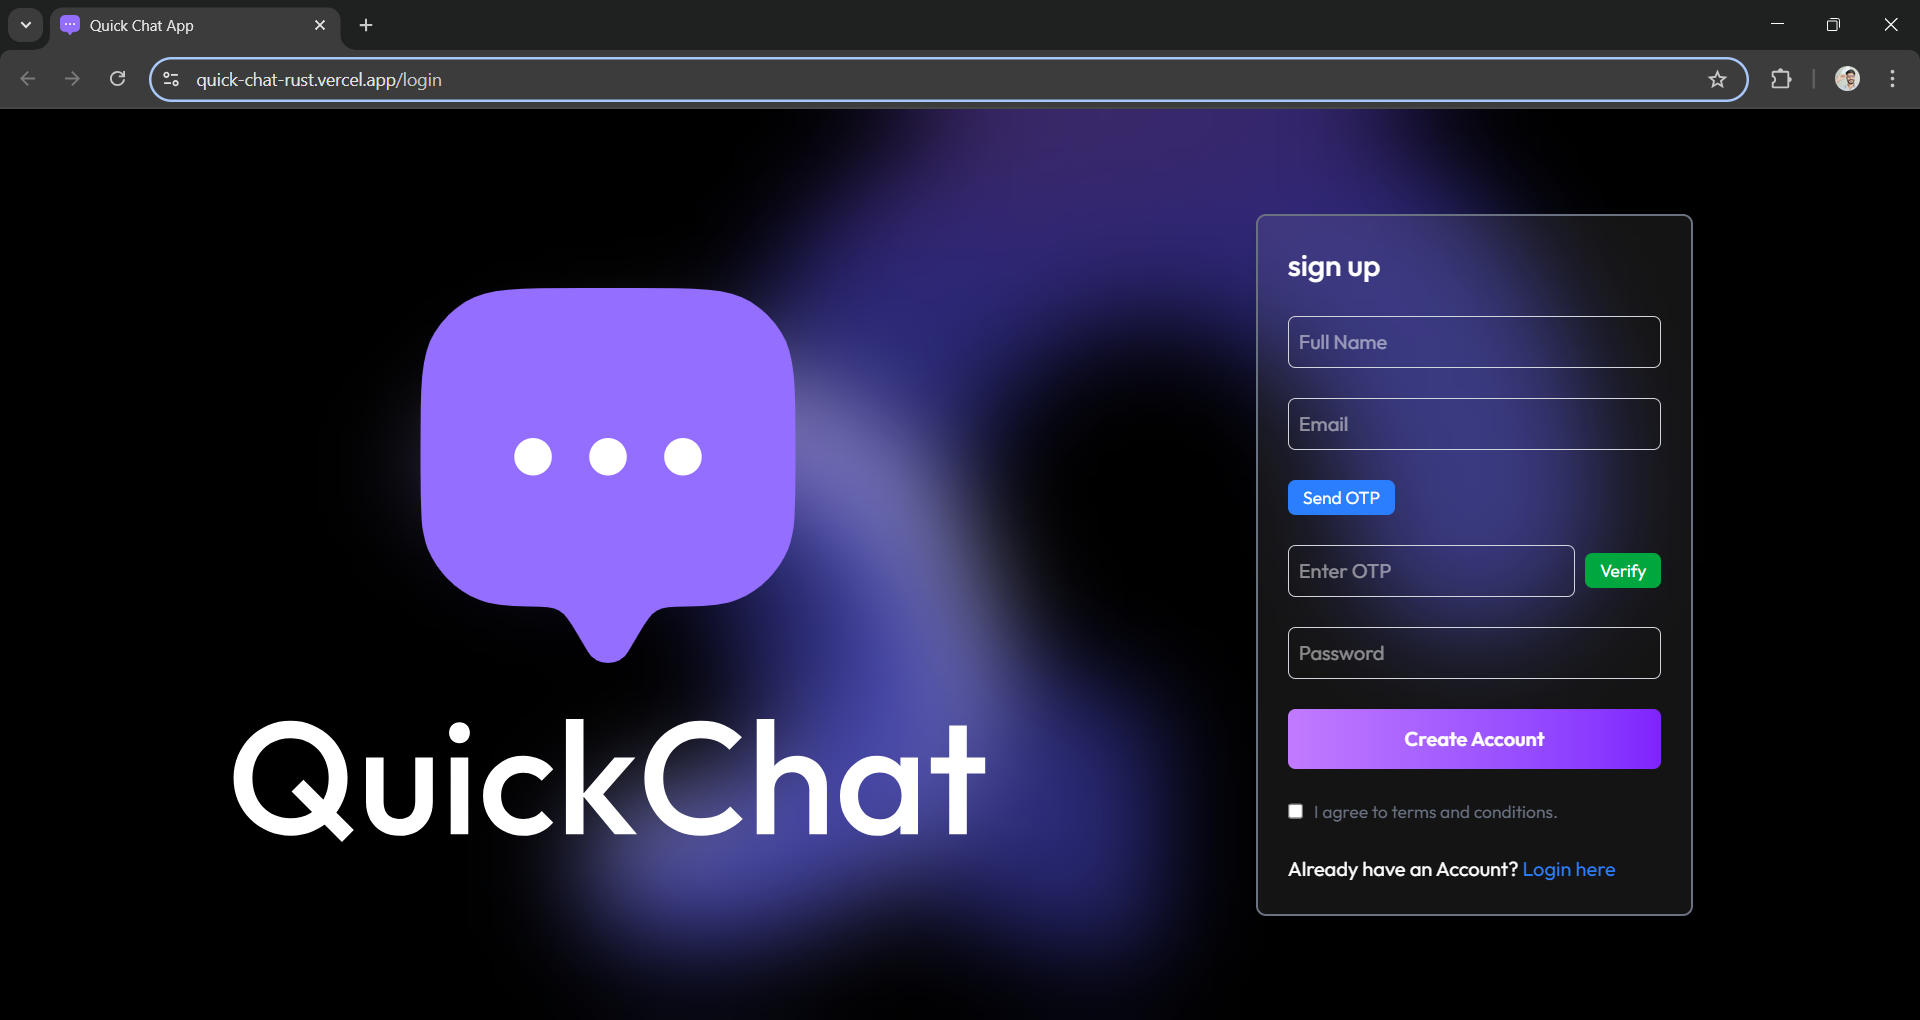 Quick Chat App
quick-chat-rust.vercel.app/login
QuickChat
sign up
Full Name
Email
Send OTP
Enter OTP
Verify
Password
Create Account
I agree to terms and conditions.
Already have an Account? Login here